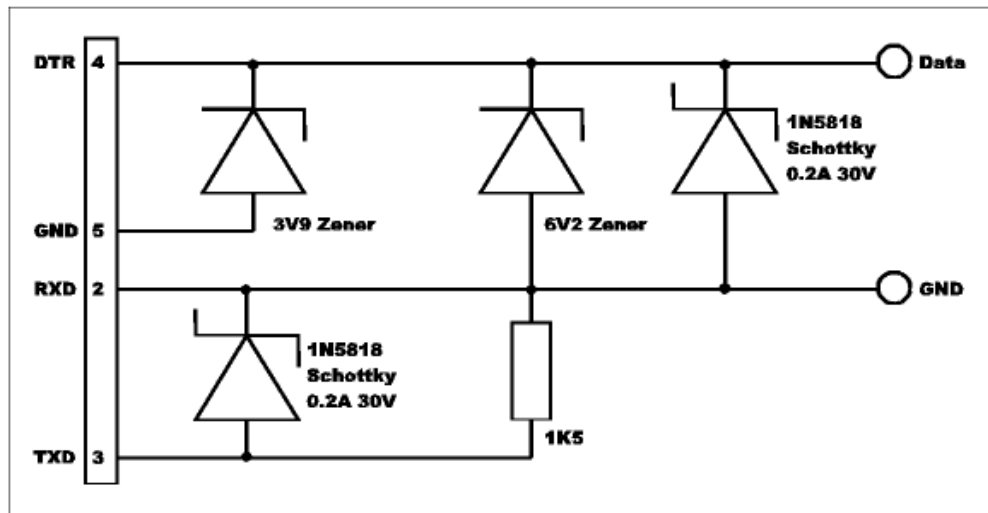 DTR 4 Data
1N5818
Schottky
0.2A 30V
GND 5 3V9 Zener 6V2 Zener
RXD 2 GND
1N5818
Schottky
0.2A 30V
1K5
TXD 3